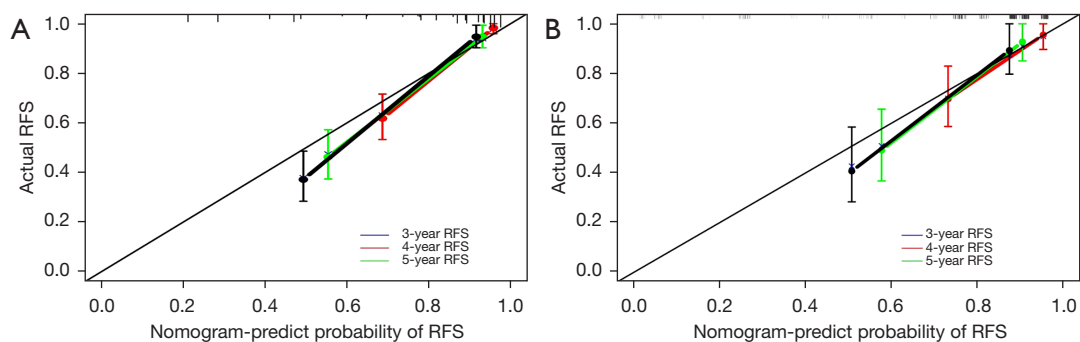 A
Actual RFS
1.0
0.8
0.6
0.4
0.2
0.0
3-year RFS
4-year RFS
5-year RFS
0.0 0.2 0.4 0.6 0.8 1.0
Nomogram-predict probability of RFS
B
Actual RFS
1.0
0.8
0.6
0.4
0.2
0.0
3-year RFS
4-year RFS
5-year RFS
0.0 0.2 0.4 0.6 0.8 1.0
Nomogram-predict probability of RFS